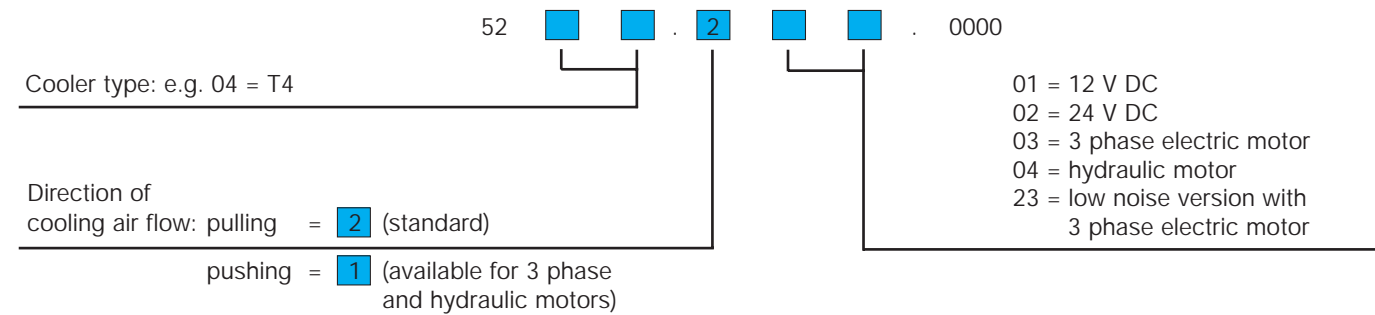 52 . 2 . 0000
Cooler type: e.g. 04 = T4
01 = 12 V DC
02 = 24 V DC
03 = 3 phase electric motor
04 = hydraulic motor
23 = low noise version with
3 phase electric motor
Direction of
cooling air flow: pulling = 2 (standard)
pushing = 1 (available for 3 phase
and hydraulic motors)